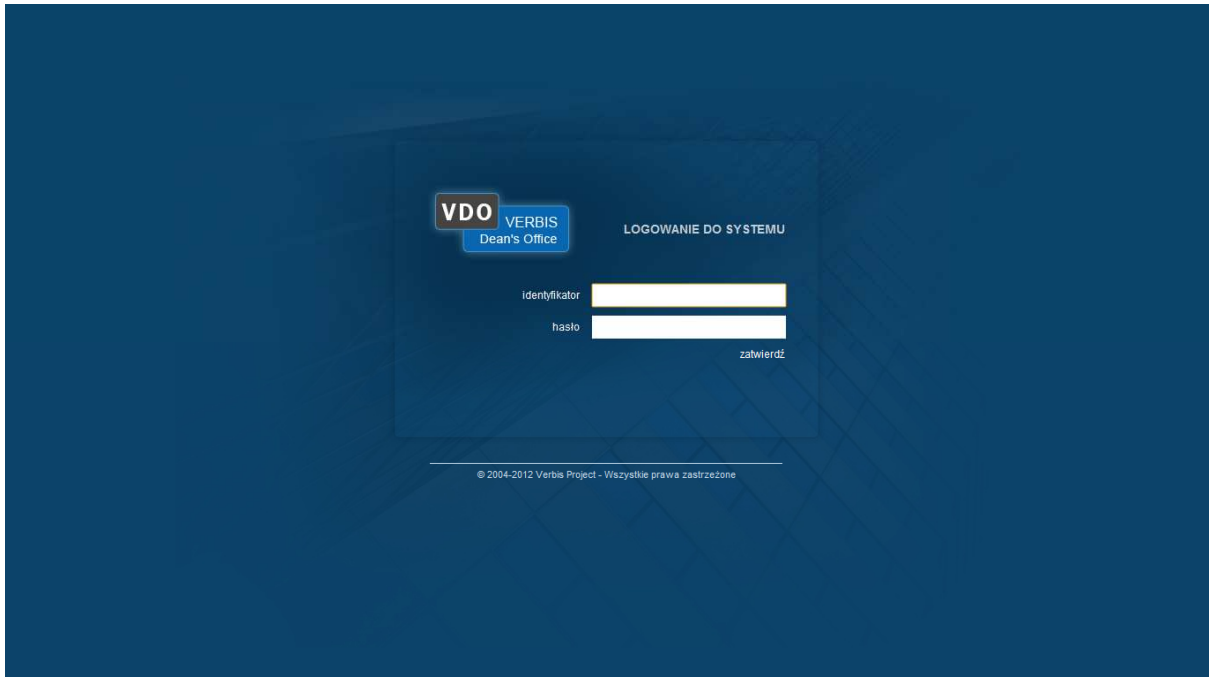 VDO
VERBIS
Dean's Office
LOGOWANIE DO SYSTEMU
identyfikator
hasło
zatwierdź
© 2004-2012 Verbis Project - Wszystkie prawa zastrzeżone